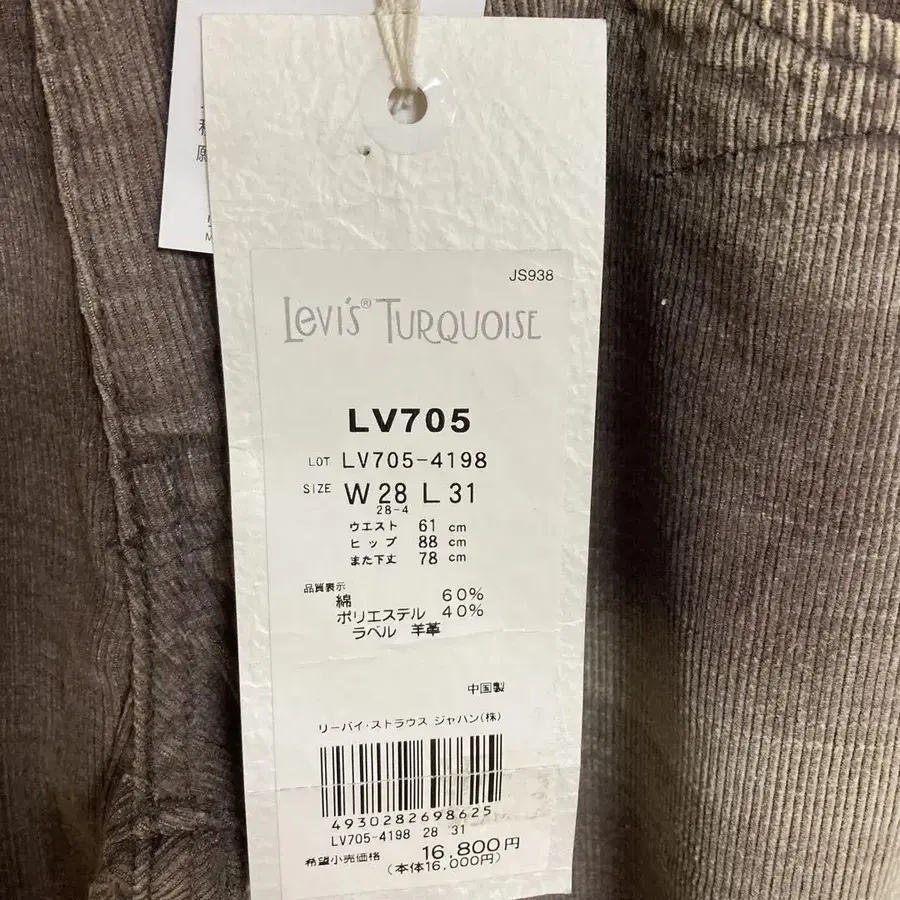 JS938
Levi's® TURQUOISE
LV705
LOT LV705-4198
SIZE W 28 L 31
28-4
ウエスト 61 cm
ヒップ 88 cm
また下丈 78 cm
品質表示
綿 60%
ポリエステル 40%
ラベル 羊革
中国製
リーバイ・ストラウス ジャパン(株)
4930282698625
LV705-4198 28 31
希望小売価格 16,800円
(本体16,000円)